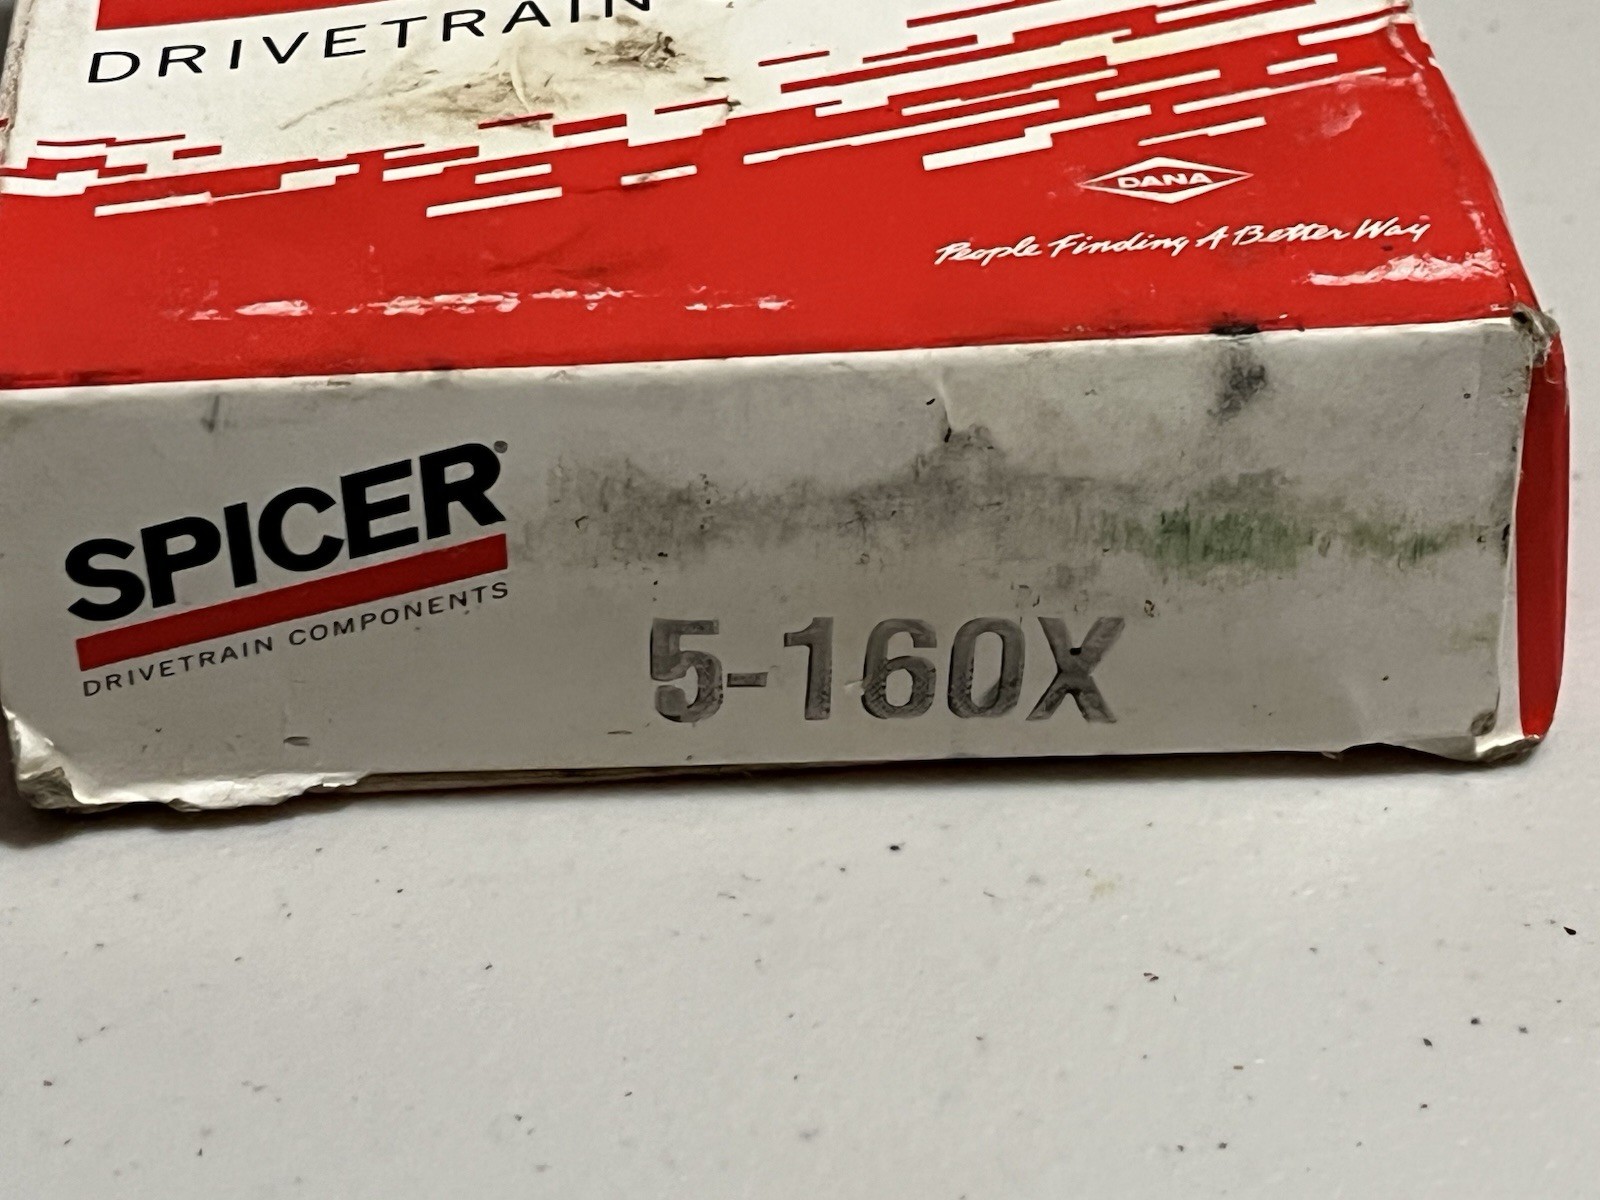 DRIVETRAIN
DANA
People Finding A Better Way
SPICER®
DRIVETRAIN COMPONENTS
5-160X